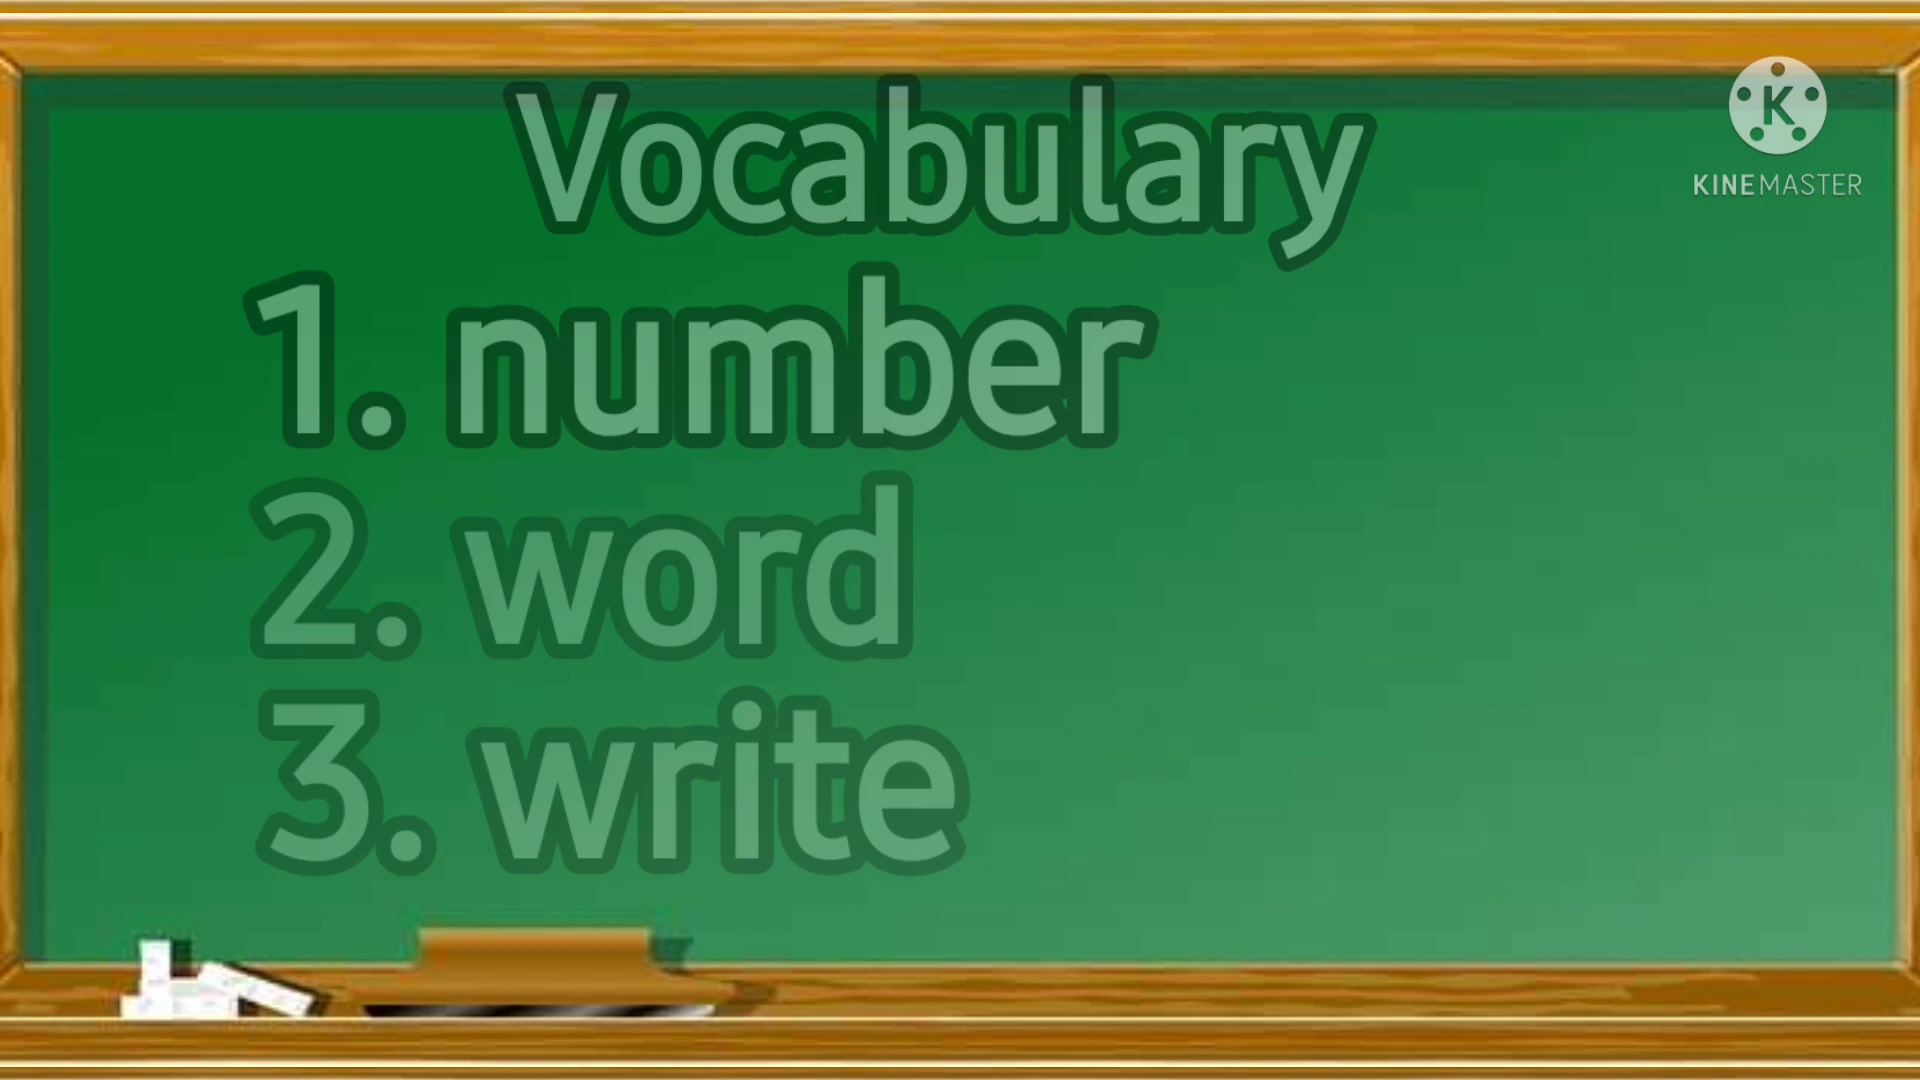 Vocabulary
K
KINEMASTER
1. number
2. word
3. write